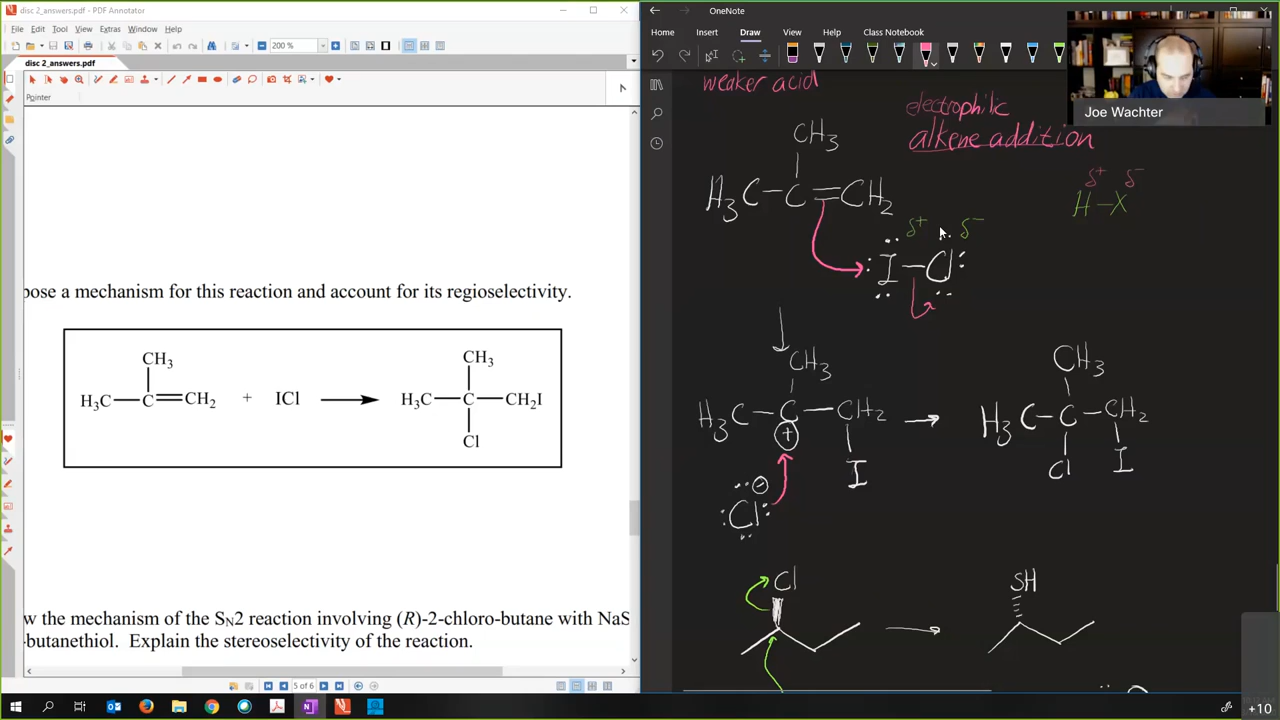 disc 2_answers.pdf - PDF Annotator
File Edit Tool View Extras Window Help
200 %
disc 2_answers.pdf
Pointer
pose a mechanism for this reaction and account for its regioselectivity.
CH3
H3C
C
CH2
+
ICl
CH3
H3C
C
CH2I
Cl
w the mechanism of the SN2 reaction involving (R)-2-chloro-butane with NaS
-butanethiol. Explain the stereoselectivity of the reaction.
5 of 6
OneNote
Home Insert Draw View Help Class Notebook
Joe Wachter
weaker acid
electrophilic
alkene addition
CH3
H3C-C=CH2
δ+ δ-
H-X
δ+ δ-
I-Cl
CH3
H3C-C-CH2
+
I
Cl
-
CH3
H3C-C-CH2
Cl I
Cl
SH
+10